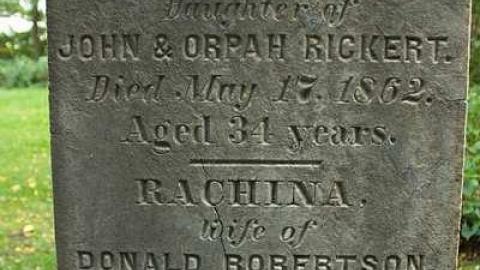 Daughter of
JOHN & ORPAH RICKERT.
Died May 17, 1862.
Aged 34 years.
RACHINA.
Wife of
DONALD ROBERTSON